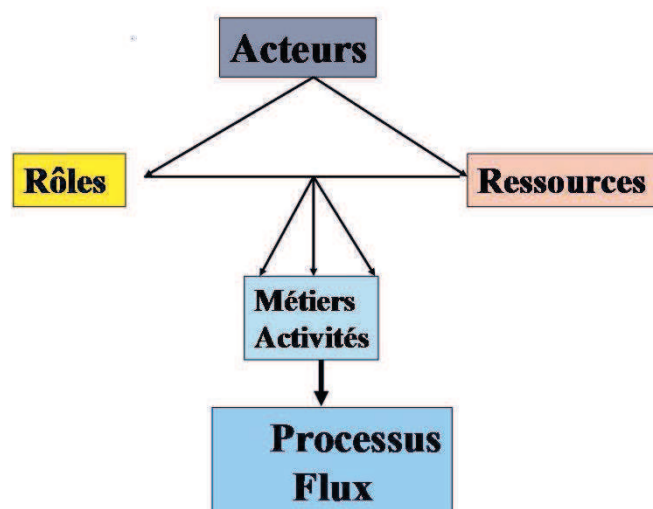 Acteurs
Rôles
Ressources
Métiers
Activités
Processus
Flux